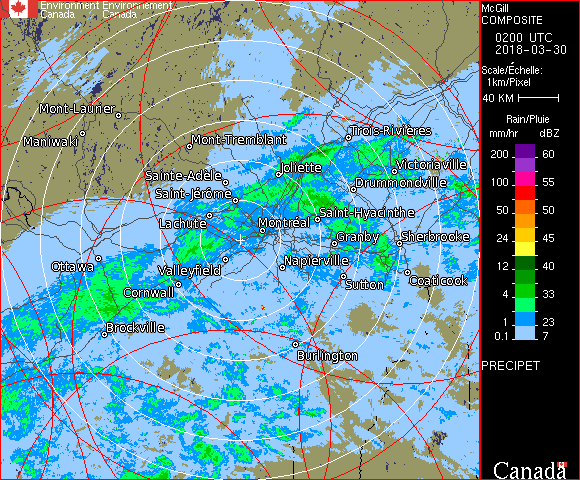 Environment Environnement
Canada Canada
McGill
COMPOSITE
0200 UTC
2018-03-30
Scale/Échelle:
1km/Pixel
40 KM
Rain/Pluie
mm/hr dBZ
200 60
100 55
50 50
24 45
12 40
4 33
1 23
0.1 7
PRECIPET
Canada
Mont-Laurier
Maniwaki
Mont-Tremblant
Trois-Rivières
Joliette
Victoriaville
Sainte-Adèle
Drummondville
Saint-Jérôme
Lachute
Saint-Hyacinthe
Montréal
Granby
Sherbrooke
Ottawa
Valleyfield
Napierville
Coaticook
Sutton
Cornwall
Brockville
Burlington